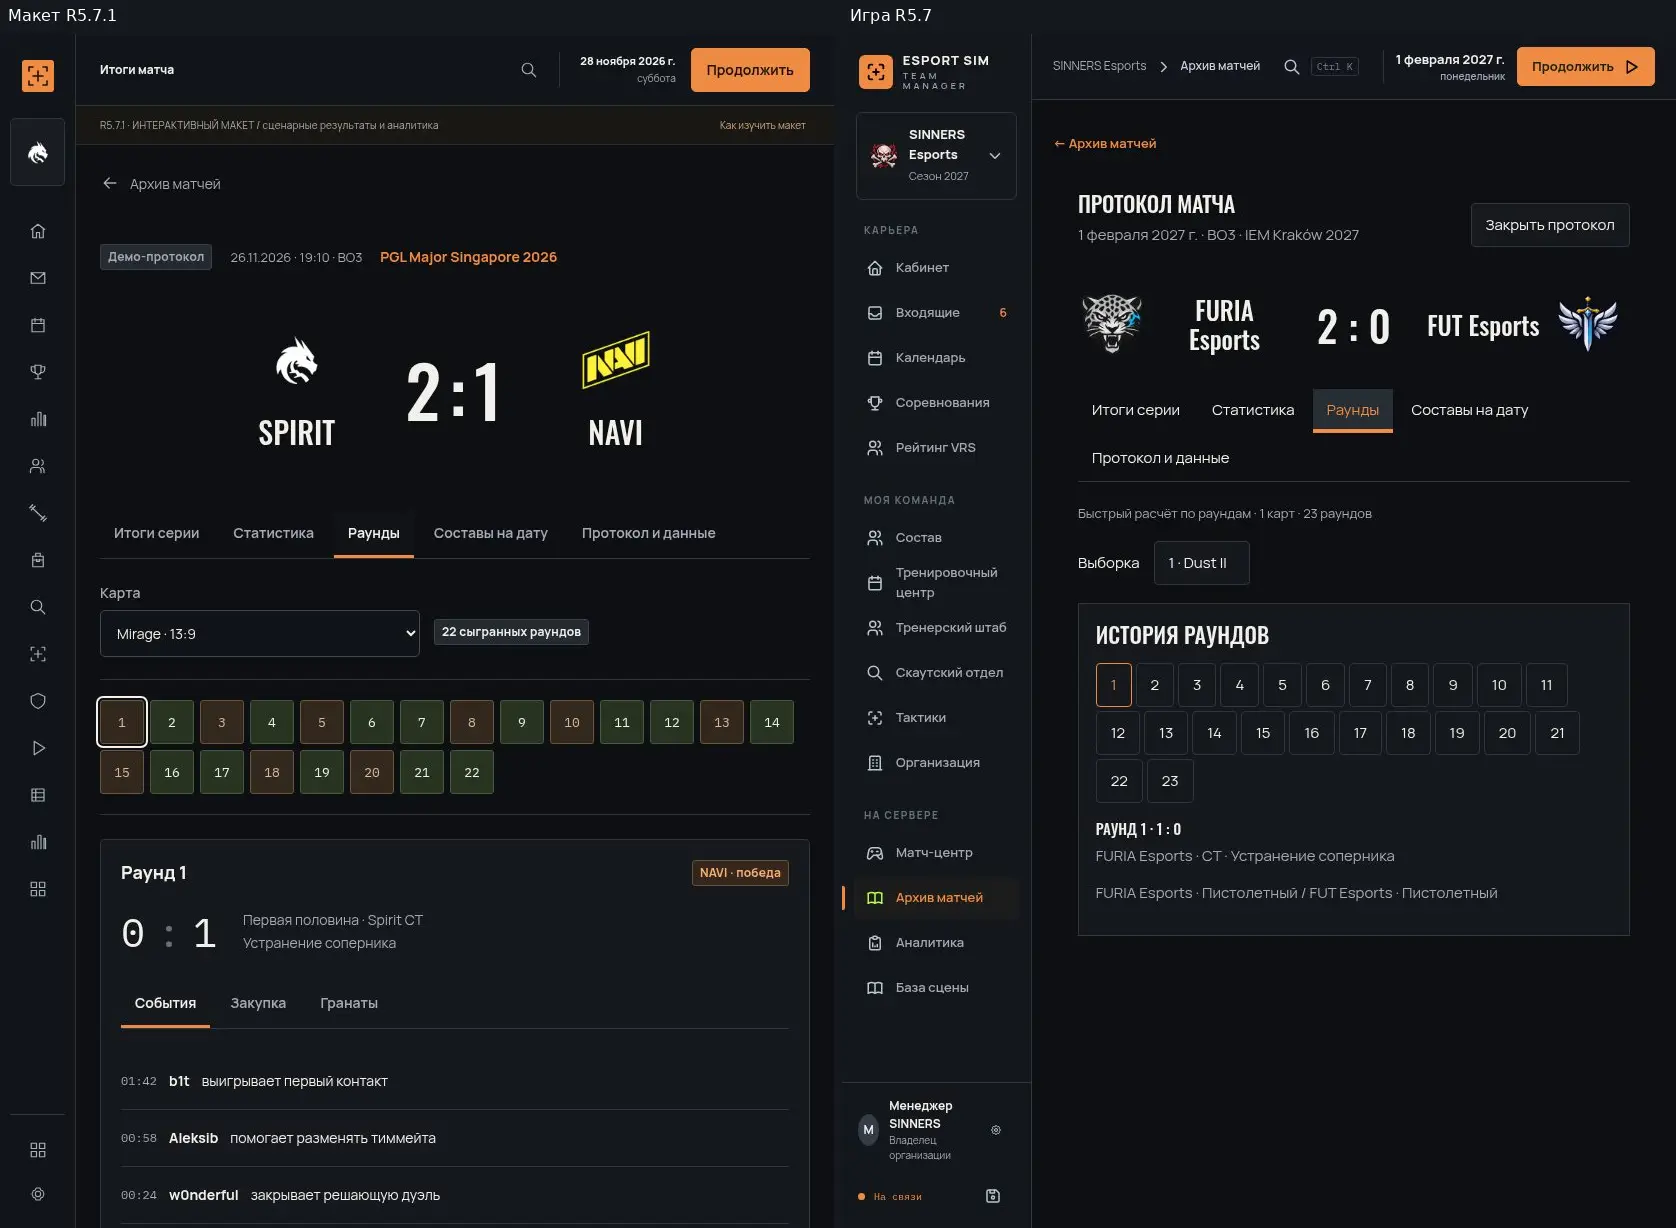 Макет R5.7.1
Итоги матча
28 ноября 2026 г.
суббота
Продолжить
R5.7.1 · ИНТЕРАКТИВНЫЙ МАКЕТ / сценарные результаты и аналитика
Как изучить макет
← Архив матчей
Демо-протокол
26.11.2026 · 19:10 · BO3
PGL Major Singapore 2026
NAVI
2:1
SPIRIT
NAVI
Итоги серии
Статистика
Раунды
Составы на дату
Протокол и данные
Карта
Mirage · 13:9
22 сыгранных раундов
1 2 3 4 5 6 7 8 9 10 11 12 13 14
15 16 17 18 19 20 21 22
Раунд 1
NAVI · победа
0 : 1
Первая половина · Spirit CT
Устранение соперника
События
Закупка
Гранаты
01:42 b1t выигрывает первый контакт
00:58 Aleksib помогает разменять тиммейта
00:24 w0nderful закрывает решающую дуэль
Игра R5.7
ESPORT SIM
TEAM
MANAGER
SINNERS
Esports
Сезон 2027
КАРЬЕРА
Кабинет
Входящие 6
Календарь
Соревнования
Рейтинг VRS
МОЯ КОМАНДА
Состав
Тренировочный
центр
Тренерский штаб
Скаутский отдел
Тактики
Организация
НА СЕРВЕРЕ
Матч-центр
Архив матчей
Аналитика
База сцены
M
Менеджер
SINNERS
Владелец
организации
На связи
SINNERS Esports > Архив матчей
Ctrl K
1 февраля 2027 г.
понедельник
Продолжить
← Архив матчей
ПРОТОКОЛ МАТЧА
1 февраля 2027 г. · BO3 · IEM Kraków 2027
Закрыть протокол
FURIA
Esports
2 : 0
FUT Esports
Итоги серии
Статистика
Раунды
Составы на дату
Протокол и данные
Быстрый расчёт по раундам · 1 карт · 23 раундов
Выборка
1 · Dust II
ИСТОРИЯ РАУНДОВ
1 2 3 4 5 6 7 8 9 10 11
12 13 14 15 16 17 18 19 20 21
22 23
РАУНД 1 · 1 : 0
FURIA Esports · CT · Устранение соперника
FURIA Esports · Пистолетный / FUT Esports · Пистолетный